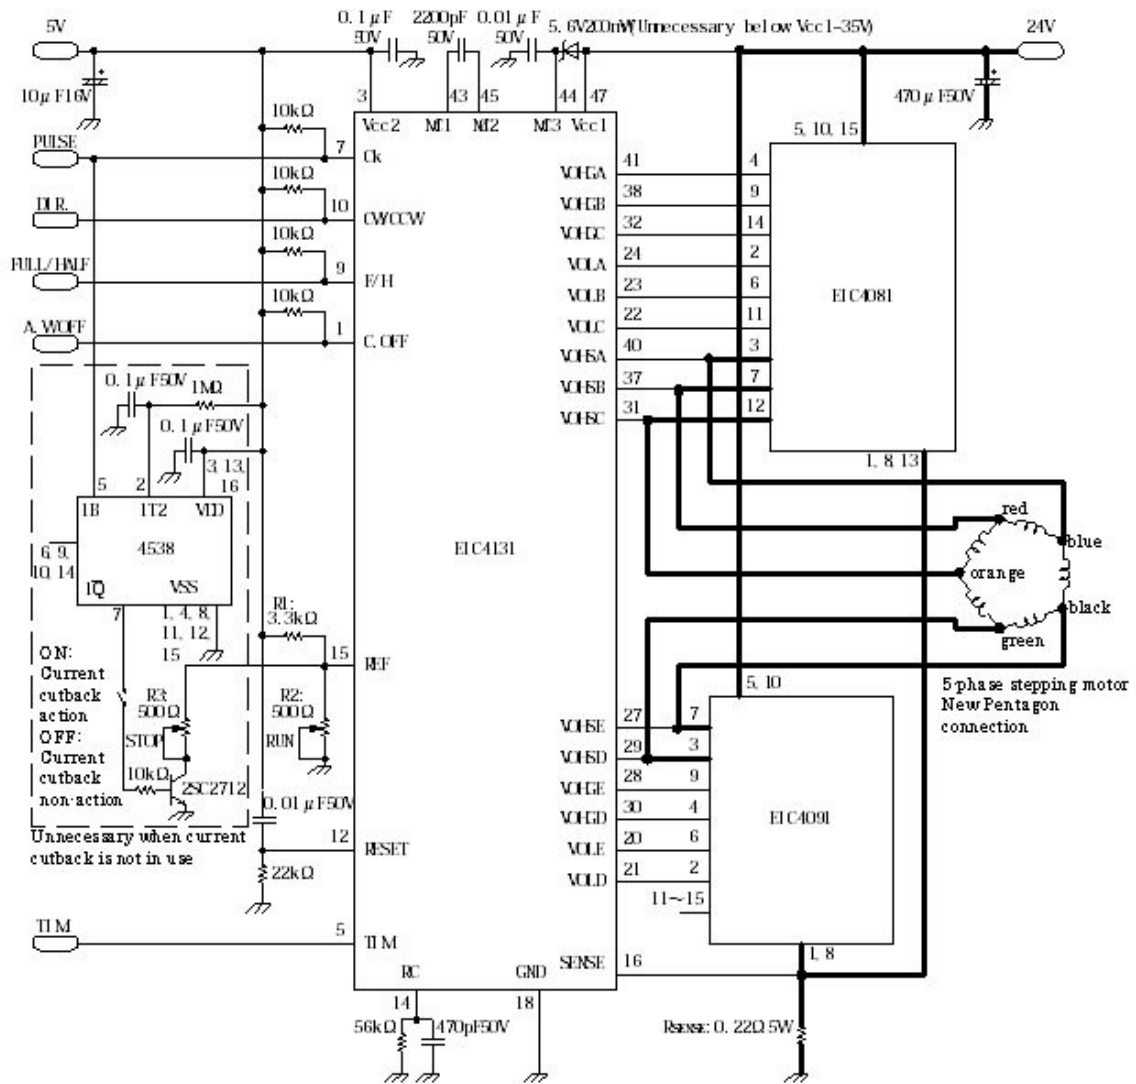 5V
0.1μF 50V
2200pF 50V
0.01μF 50V
5.6V200mW(Unnecessary below Vcc1-35V)
24V
10μF16V
470μF50V
3
43
45
44
47
Vcc2
MJ1
MJ2
MJ3
Vcc1
5, 10, 15
10kΩ
PULSE
7
Ck
10kΩ
DIR.
10
CW/CCW
10kΩ
FULL/HALF
9
F/H
10kΩ
A.W.OFF
1
C.OFF
VOHGA 41 4
VOHGB 38 9
VOHGC 32 14
VOLA 24 2
VOLB 23 6
VOLC 22 11
VOHSA 40 3
VOHSB 37 7
VOHSC 31 12
EIC4081
1, 8, 13
0.1μF50V
1MΩ
0.1μF50V
3, 13, 16
5
2
1B
1T2
VDD
4538
6, 9, 10, 14
1Q
VSS
7
1, 4, 8, 11, 12, 15
EIC4131
red
blue
orange
black
green
5-phase stepping motor
New Pentagon
connection
R1:
3.3kΩ
15
REF
ON:
Current
cutback
action
OFF:
Current
cutback
non-action
R3:
500Ω
STOP
R2:
500Ω
RUN
10kΩ
2SC2712
Unnecessary when current
cutback is not in use
0.01μF50V
12
RESET
22kΩ
TIM
5
TIM
5, 10
VOHSE 27 7
VOHSD 29 3
VOHGE 28 9
VOHGD 30 4
VOLE 20 6
VOLD 21 2
11~15
EIC4091
1, 8
SENSE 16
RC
GND
14
18
56kΩ
470pF50V
RSENSE: 0.22Ω 5W